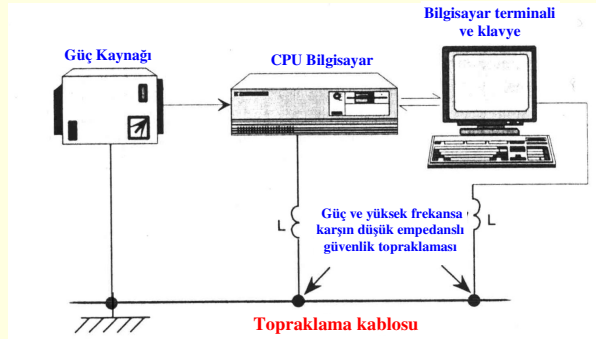 Bilgisayar terminali
ve klavye
Güç Kaynağı
CPU Bilgisayar
L
Güç ve yüksek frekansa
karşın düşük empedanslı
güvenlik topraklaması
L
Topraklama kablosu